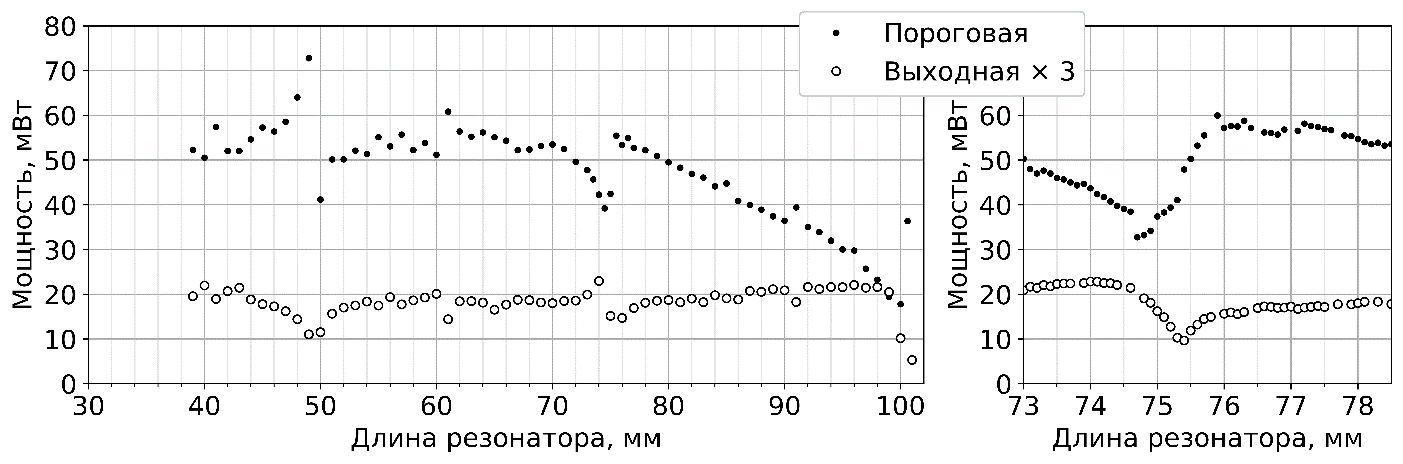 Пороговая
Выходная × 3
Мощность, мВт
80
70
60
50
40
30
20
10
0
30 40 50 60 70 80 90 100
Длина резонатора, мм
Мощность, мВт
60
50
40
30
20
10
0
73 74 75 76 77 78
Длина резонатора, мм